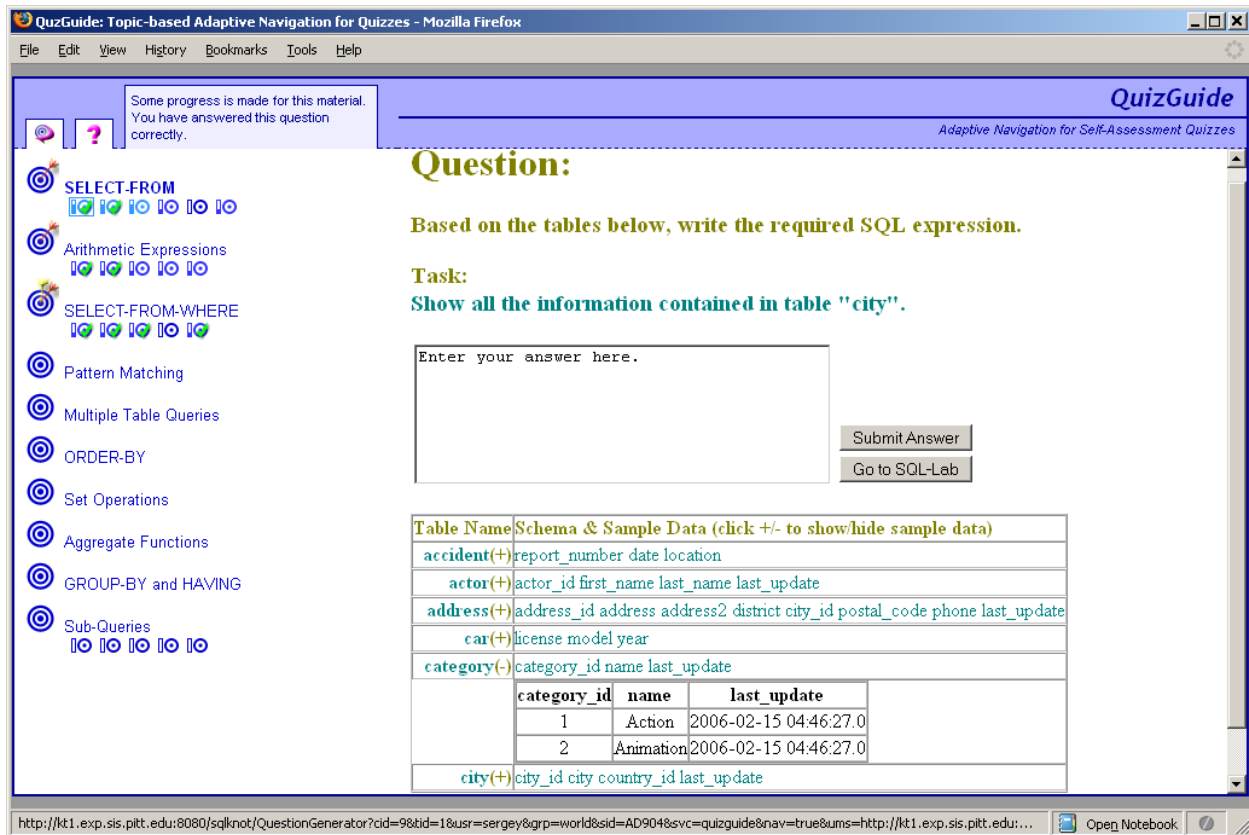 QuzGuide: Topic-based Adaptive Navigation for Quizzes - Mozilla Firefox
File Edit View History Bookmarks Tools Help
Some progress is made for this material.
You have answered this question
correctly.
?
QuizGuide
Adaptive Navigation for Self-Assessment Quizzes
SELECT-FROM
Arithmetic Expressions
SELECT-FROM-WHERE
Pattern Matching
Multiple Table Queries
ORDER-BY
Set Operations
Aggregate Functions
GROUP-BY and HAVING
Sub-Queries
Question:
Based on the tables below, write the required SQL expression.
Task:
Show all the information contained in table "city".
Enter your answer here.
Submit Answer
Go to SQL-Lab
Table Name Schema & Sample Data (click +/- to show/hide sample data)
accident(+) report_number date location
actor(+) actor_id first_name last_name last_update
address(+) address_id address address2 district city_id postal_code phone last_update
car(+) license model year
category(-) category_id name last_update
category_id name last_update
1 Action 2006-02-15 04:46:27.0
2 Animation 2006-02-15 04:46:27.0
city(+) city_id city country_id last_update
http://kt1.exp.sis.pitt.edu:8080/sqlknot/QuestionGenerator?cid=9&tid=1&usr=sergey&grp=world&sid=AD904&svc=quizguide&nav=true&ums=http://kt1.exp.sis.pitt.edu:... Open Notebook